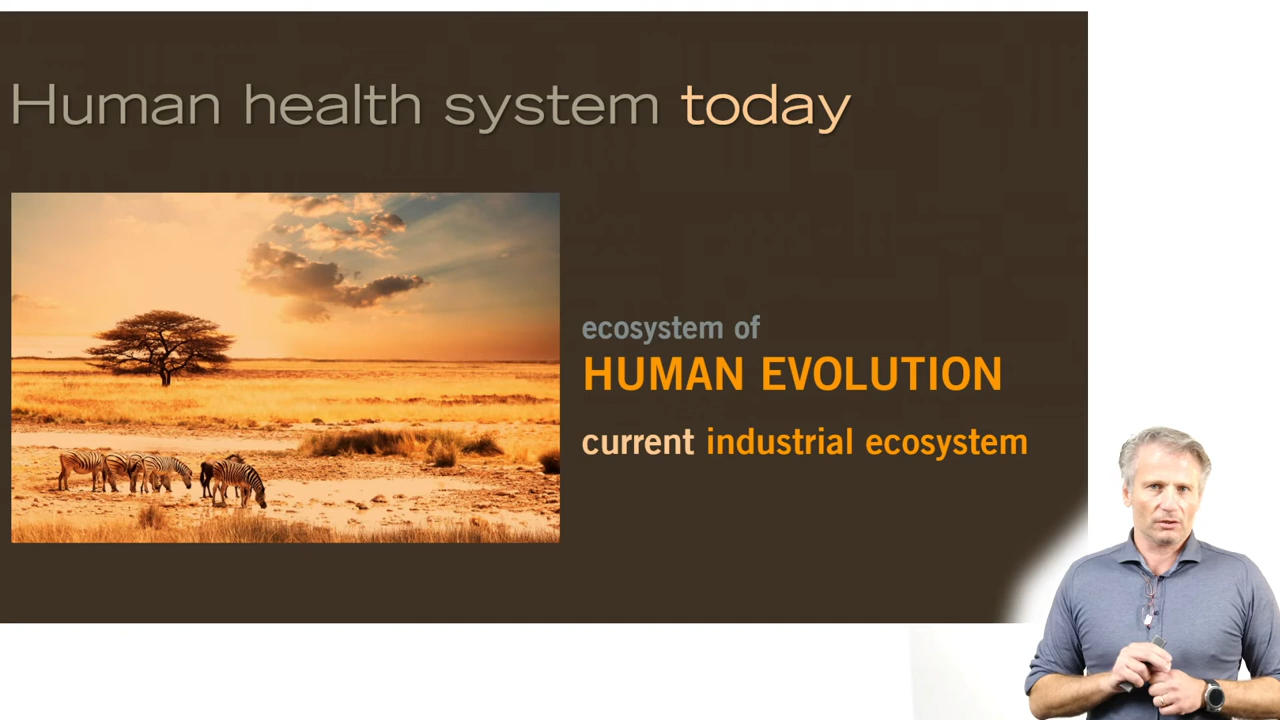 Human health system today
ecosystem of
HUMAN EVOLUTION
current industrial ecosystem